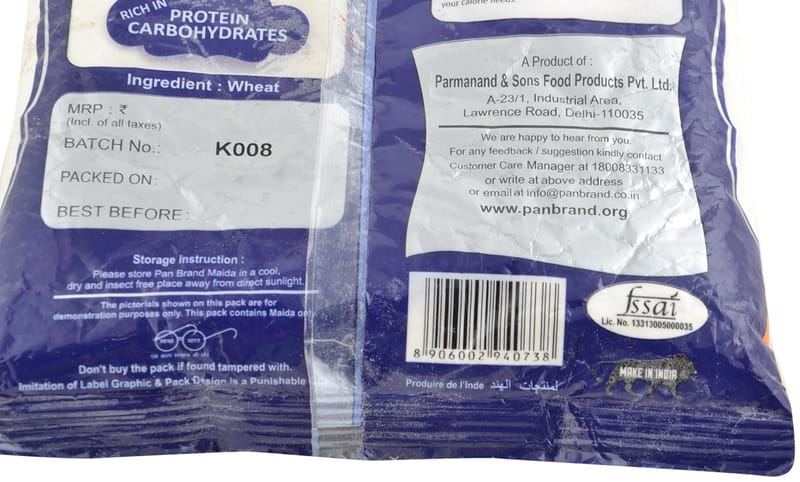 RICH IN
PROTEIN
CARBOHYDRATES
Ingredient : Wheat
MRP : ₹
(Incl. of all taxes)
BATCH No.: K008
PACKED ON:
BEST BEFORE:
Storage Instruction :
Please store Pan Brand Maida in a cool,
dry and insect free place away from direct sunlight.
The pictorials shown on this pack are for
demonstration purposes only. This pack contains Maida only.
Don't buy the pack if found tampered with.
Imitation of Label Graphic & Pack Design is a Punishable
your calorie needs.
A Product of :
Parmanand & Sons Food Products Pvt. Ltd.
A-23/1, Industrial Area,
Lawrence Road, Delhi-110035
We are happy to hear from you.
For any feedback / suggestion kindly contact
Customer Care Manager at 18008331133
or write at above address
or email at info@panbrand.co.in
www.panbrand.org
8 906002 940738
fssai
Lic. No. 13313005000035
MAKE IN INDIA
Produire de l'Inde لمنتجات الهند